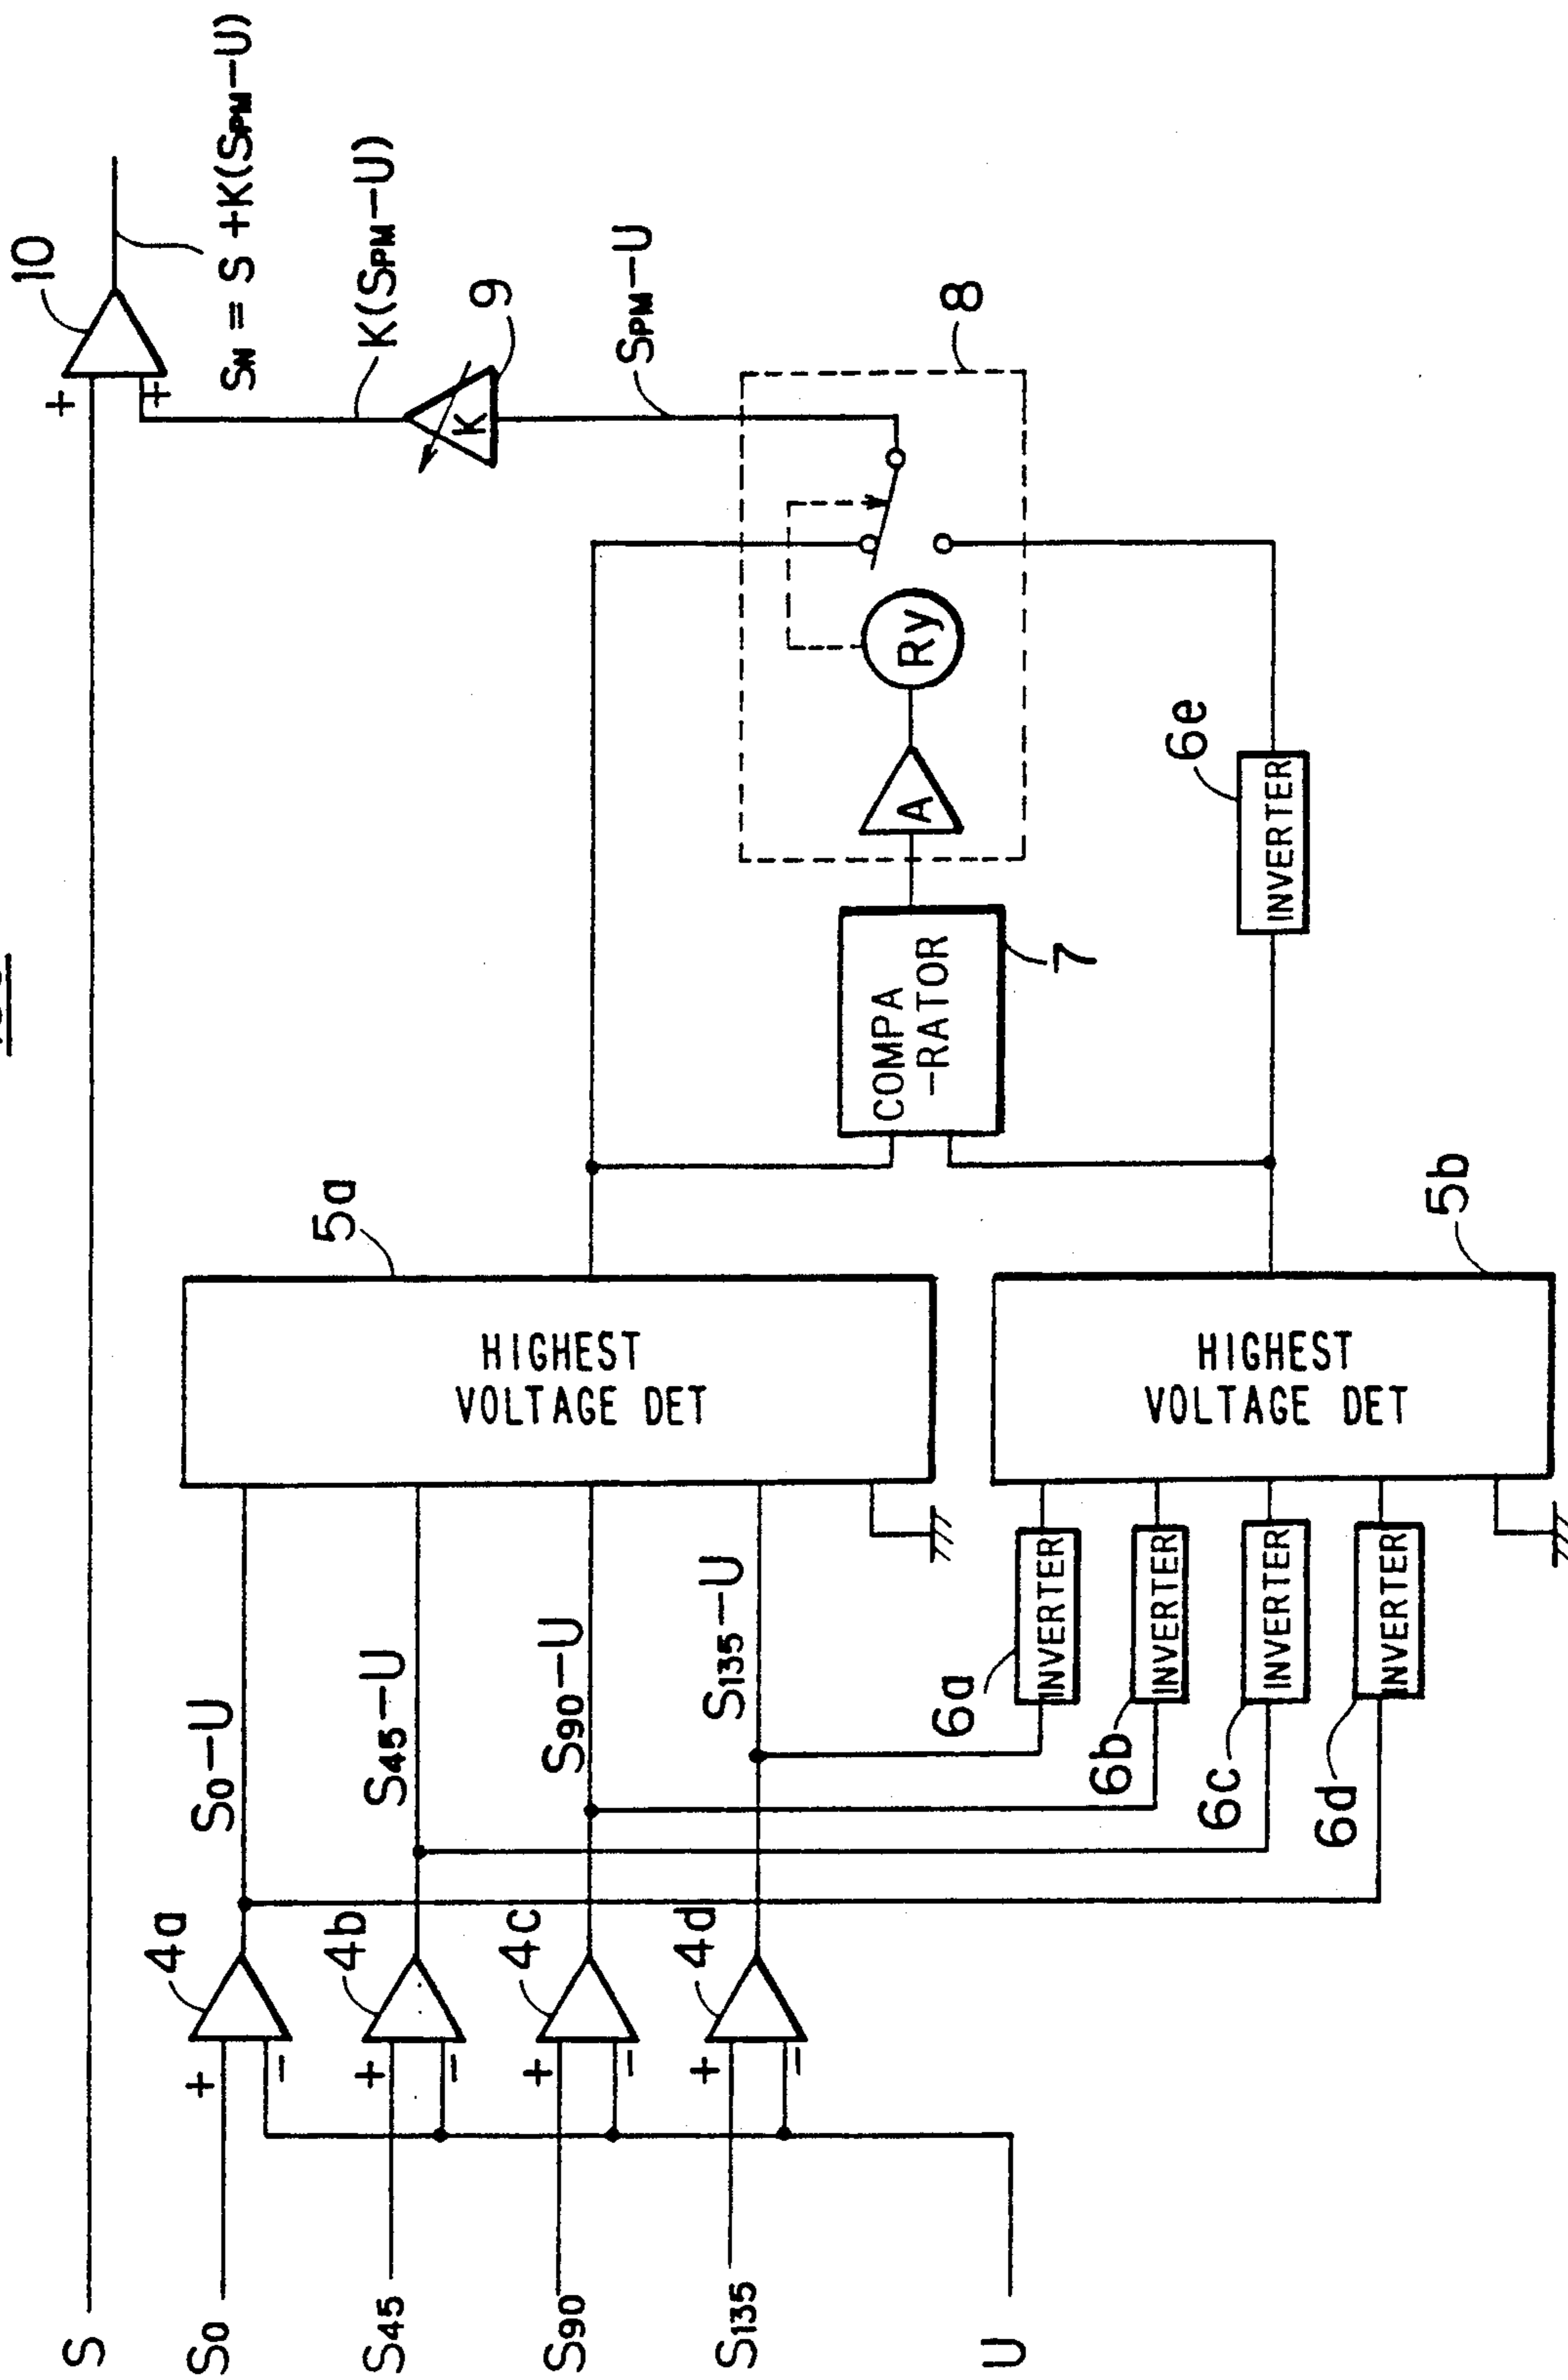 S
S0
S45
S90
S135
U
+
−
+
−
+
−
+
−
4a
4b
4c
4d
S0−U
S45−U
S90−U
S135−U
6a
INVERTER
6b
INVERTER
6c
INVERTER
6d
INVERTER
HIGHEST
VOLTAGE DET
5a
HIGHEST
VOLTAGE DET
5b
COMPA
-RATOR
7
INVERTER
6e
A
Ry
8
SPM−U
K
9
K(SPM−U)
+
+
10
SN = S +K(SPM−U)